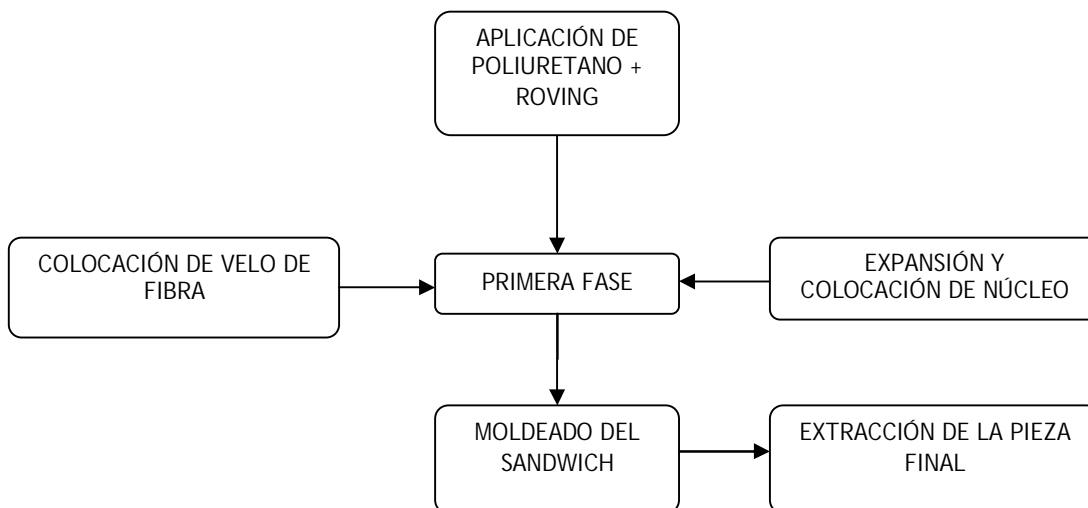 APLICACIÓN DE
POLIURETANO +
ROVING
COLOCACIÓN DE VELO DE
FIBRA
PRIMERA FASE
EXPANSIÓN Y
COLOCACIÓN DE NÚCLEO
MOLDEADO DEL
SANDWICH
EXTRACCIÓN DE LA PIEZA
FINAL